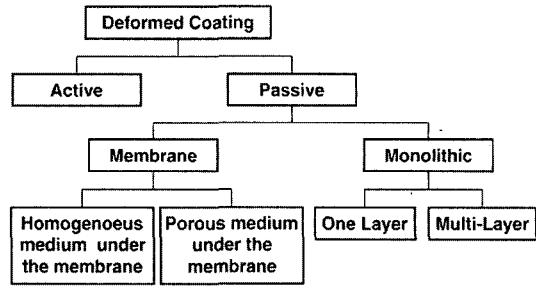 Deformed Coating
Active
Passive
Membrane
Monolithic
Homogenoeus
medium under
the membrane
Porous medium
under the
membrane
One Layer
Multi-Layer